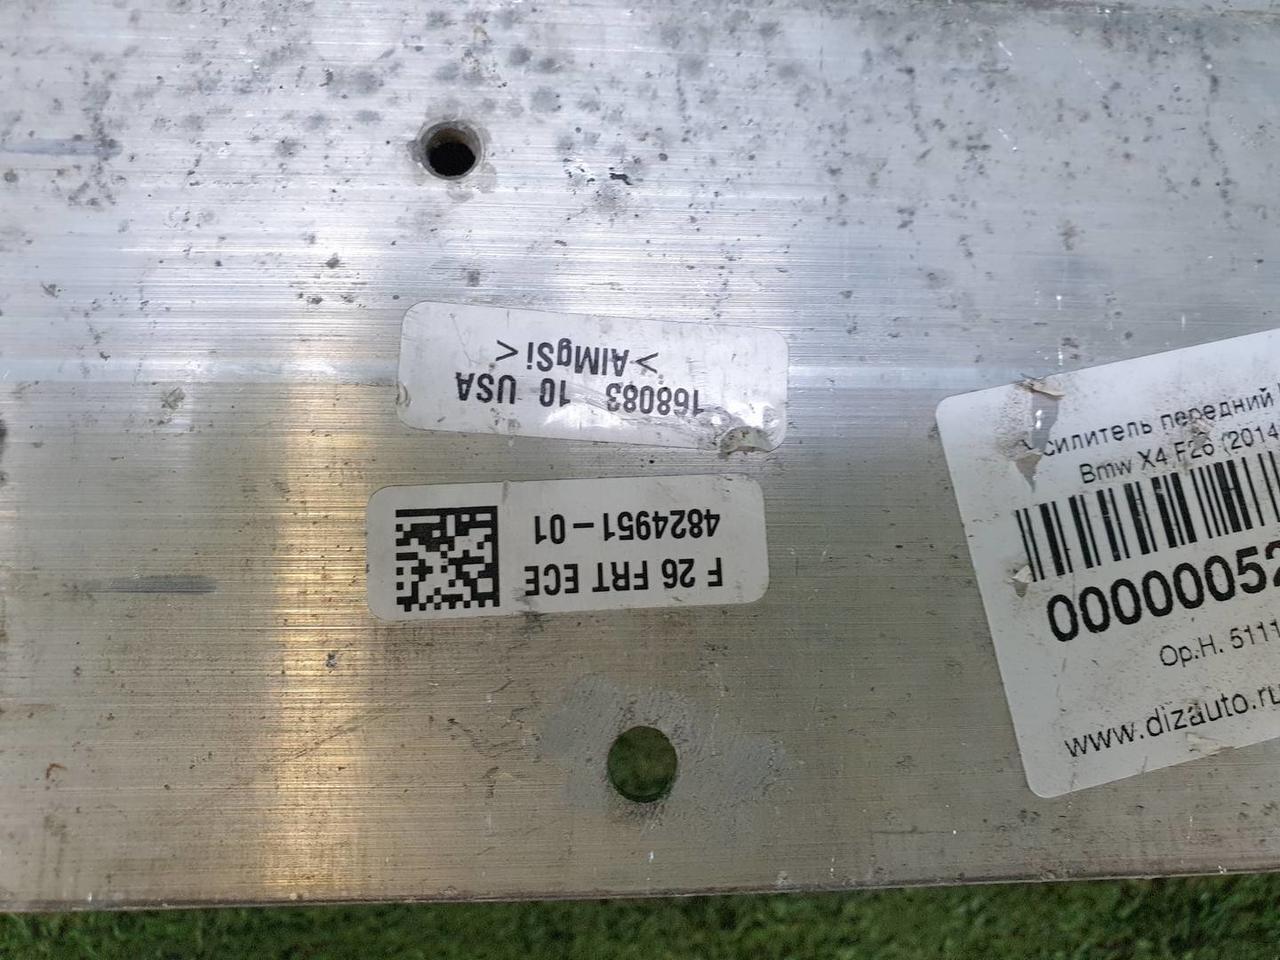 168083 10 USA
>AlMgSi<
F 26 FRT ECE
4824951-01
силитель передний
Bmw X4 F26 (2014
00000052
Ор.Н. 5111
www.dizauto.ru